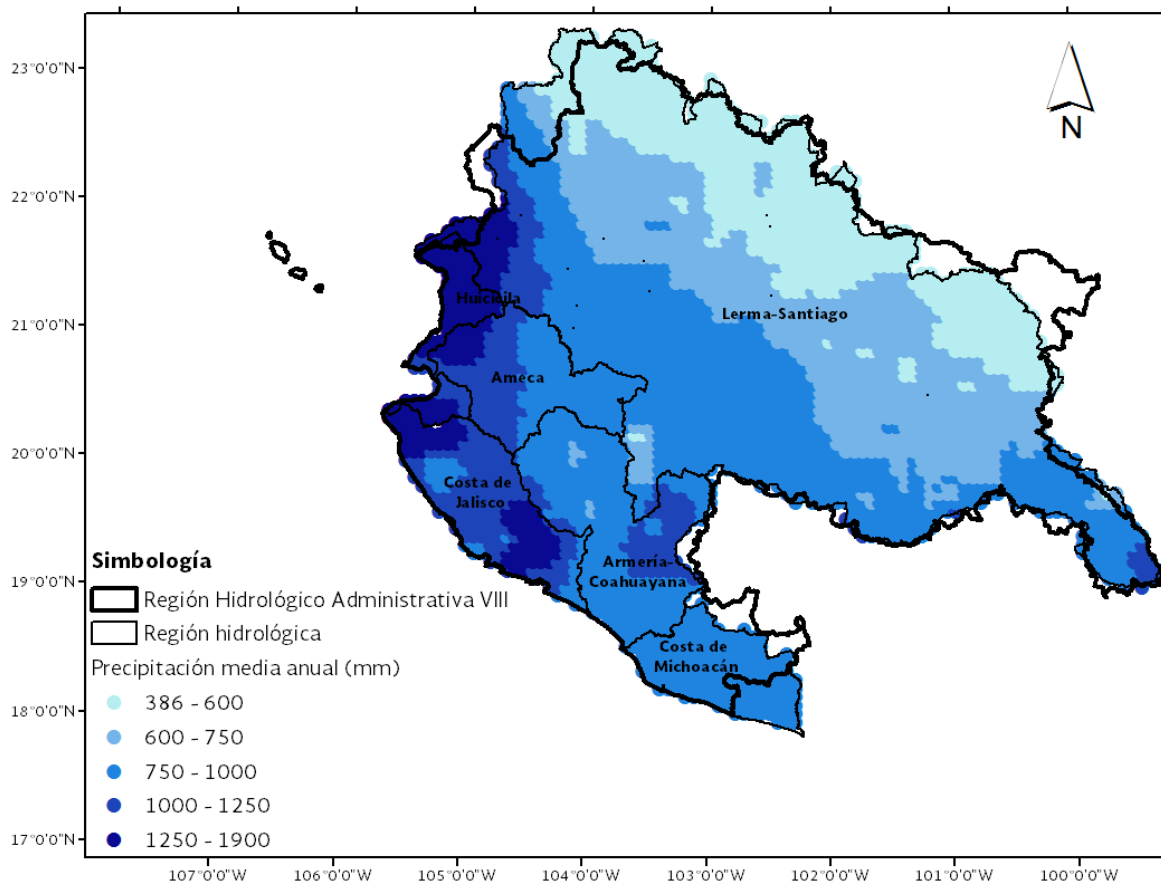 23°0'0"N
22°0'0"N
21°0'0"N
20°0'0"N
19°0'0"N
18°0'0"N
17°0'0"N
N
Huicicila
Lerma-Santiago
Ameca
Costa de
Jalisco
Armería-
Coahuayana
Costa de
Michoacán
Simbología
Región Hidrológico Administrativa VIII
Región hidrológica
Precipitación media anual (mm)
386 - 600
600 - 750
750 - 1000
1000 - 1250
1250 - 1900
107°0'0"W
106°0'0"W
105°0'0"W
104°0'0"W
103°0'0"W
102°0'0"W
101°0'0"W
100°0'0"W